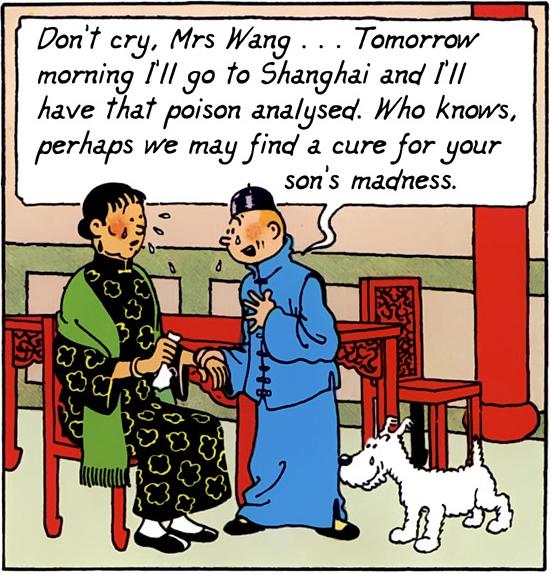 Don't cry, Mrs Wang . . . Tomorrow
morning I'll go to Shanghai and I'll
have that poison analysed. Who knows,
perhaps we may find a cure for your
son's madness.